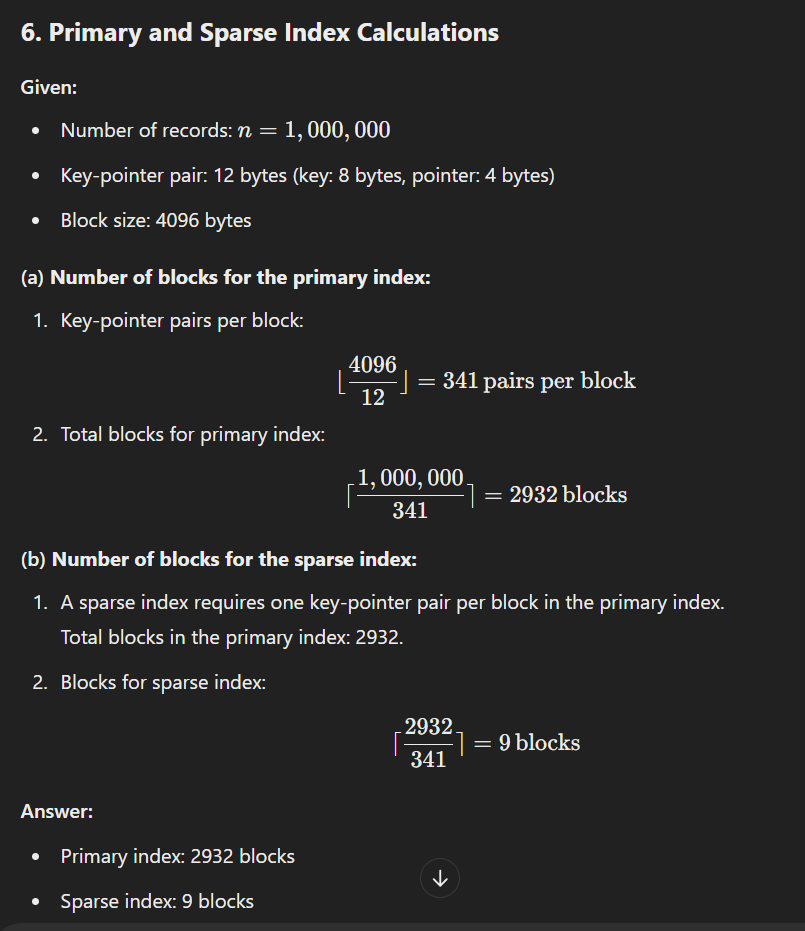 6. Primary and Sparse Index Calculations
Given:
• Number of records: n = 1,000,000
• Key-pointer pair: 12 bytes (key: 8 bytes, pointer: 4 bytes)
• Block size: 4096 bytes
(a) Number of blocks for the primary index:
1. Key-pointer pairs per block:
⌊4096/12⌋ = 341 pairs per block
2. Total blocks for primary index:
⌈1,000,000/341⌉ = 2932 blocks
(b) Number of blocks for the sparse index:
1. A sparse index requires one key-pointer pair per block in the primary index.
Total blocks in the primary index: 2932.
2. Blocks for sparse index:
⌈2932/341⌉ = 9 blocks
Answer:
• Primary index: 2932 blocks
• Sparse index: 9 blocks